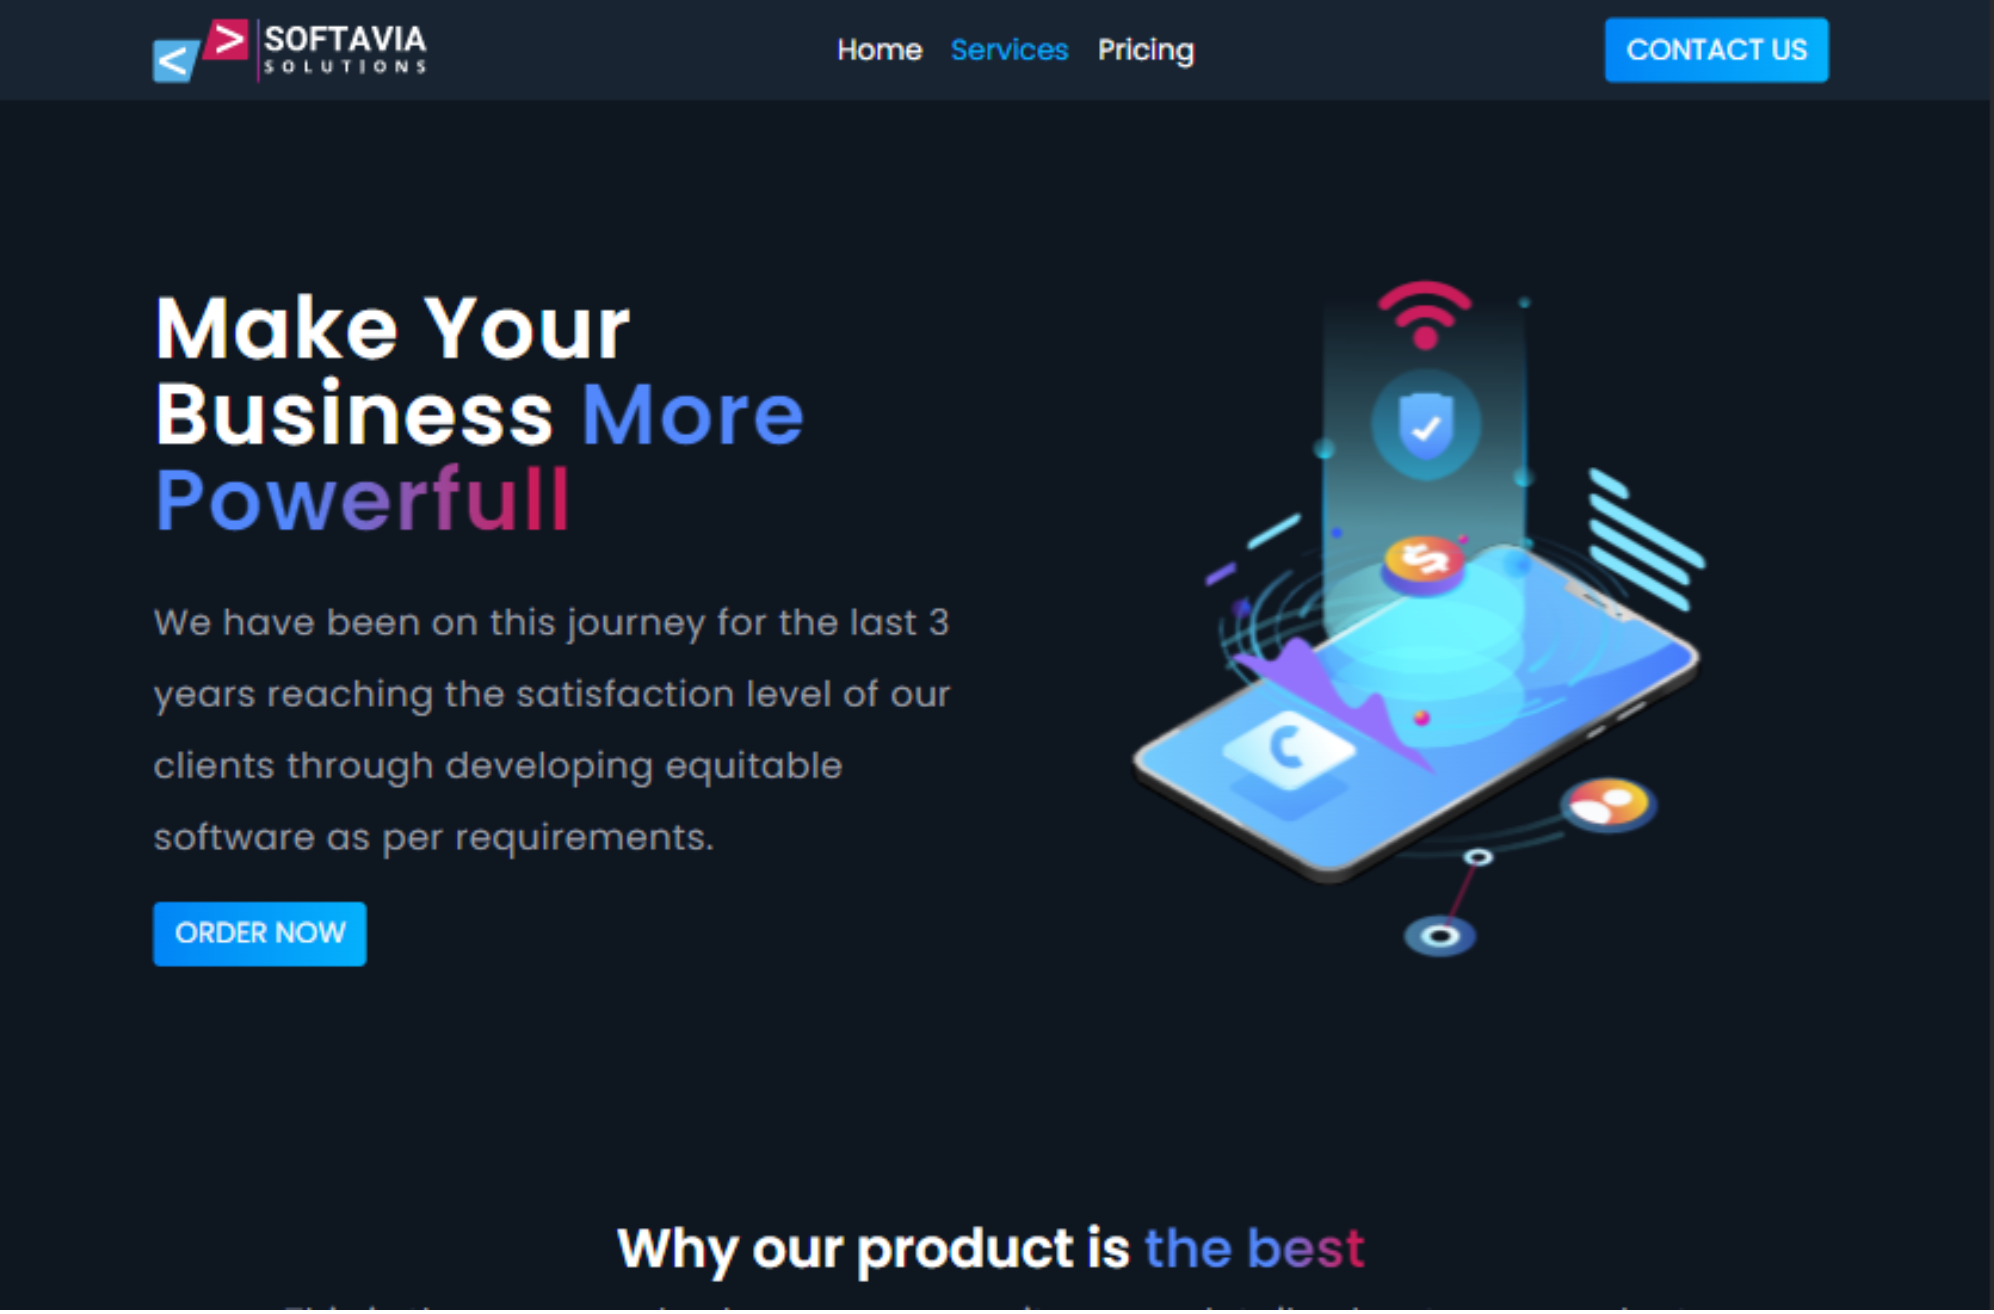 SOFTAVIA
SOLUTIONS
Home Services Pricing
CONTACT US
Make Your
Business More
Powerfull
We have been on this journey for the last 3
years reaching the satisfaction level of our
clients through developing equitable
software as per requirements.
ORDER NOW
Why our product is the best